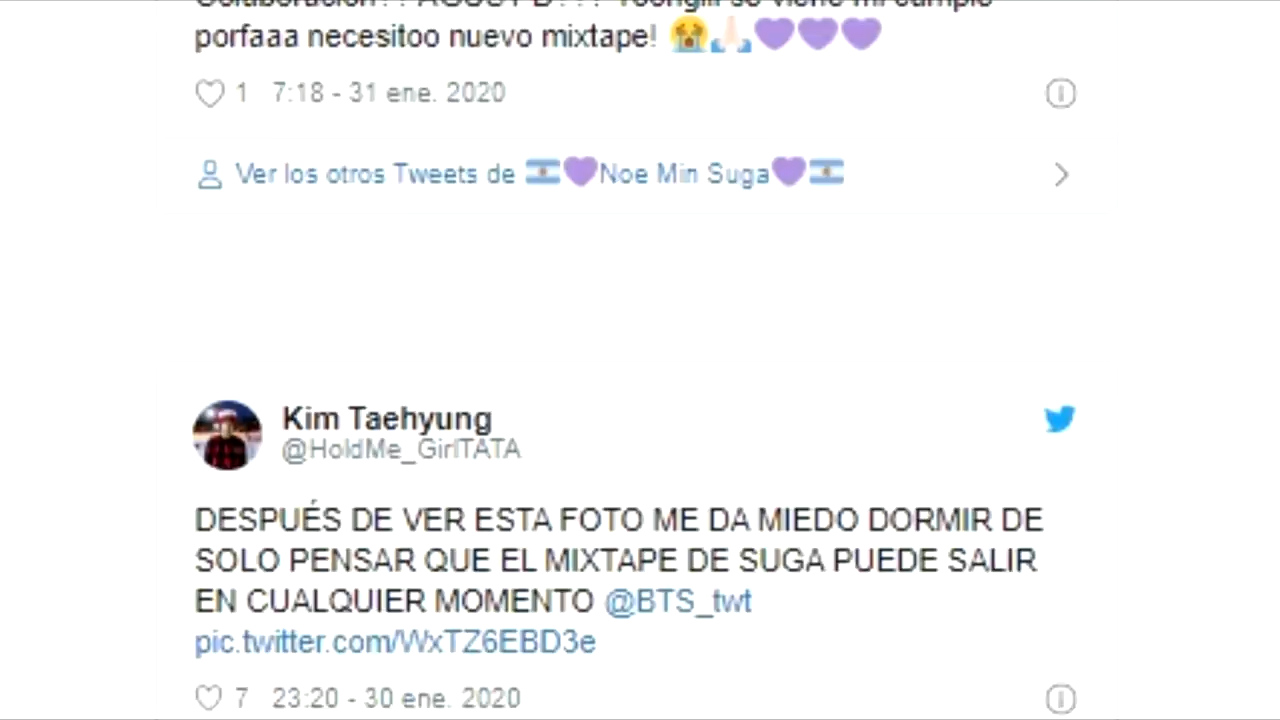 porfaaa necesitoo nuevo mixtape! 😭🙏🏻💜💜💜
1 7:18 - 31 ene. 2020
Ver los otros Tweets de 🇦🇷💜Noe Min Suga💜🇦🇷
Kim Taehyung
@HoldMe_GirlTATA
DESPUÉS DE VER ESTA FOTO ME DA MIEDO DORMIR DE
SOLO PENSAR QUE EL MIXTAPE DE SUGA PUEDE SALIR
EN CUALQUIER MOMENTO @BTS_twt
pic.twitter.com/WxTZ6EBD3e
7 23:20 - 30 ene. 2020